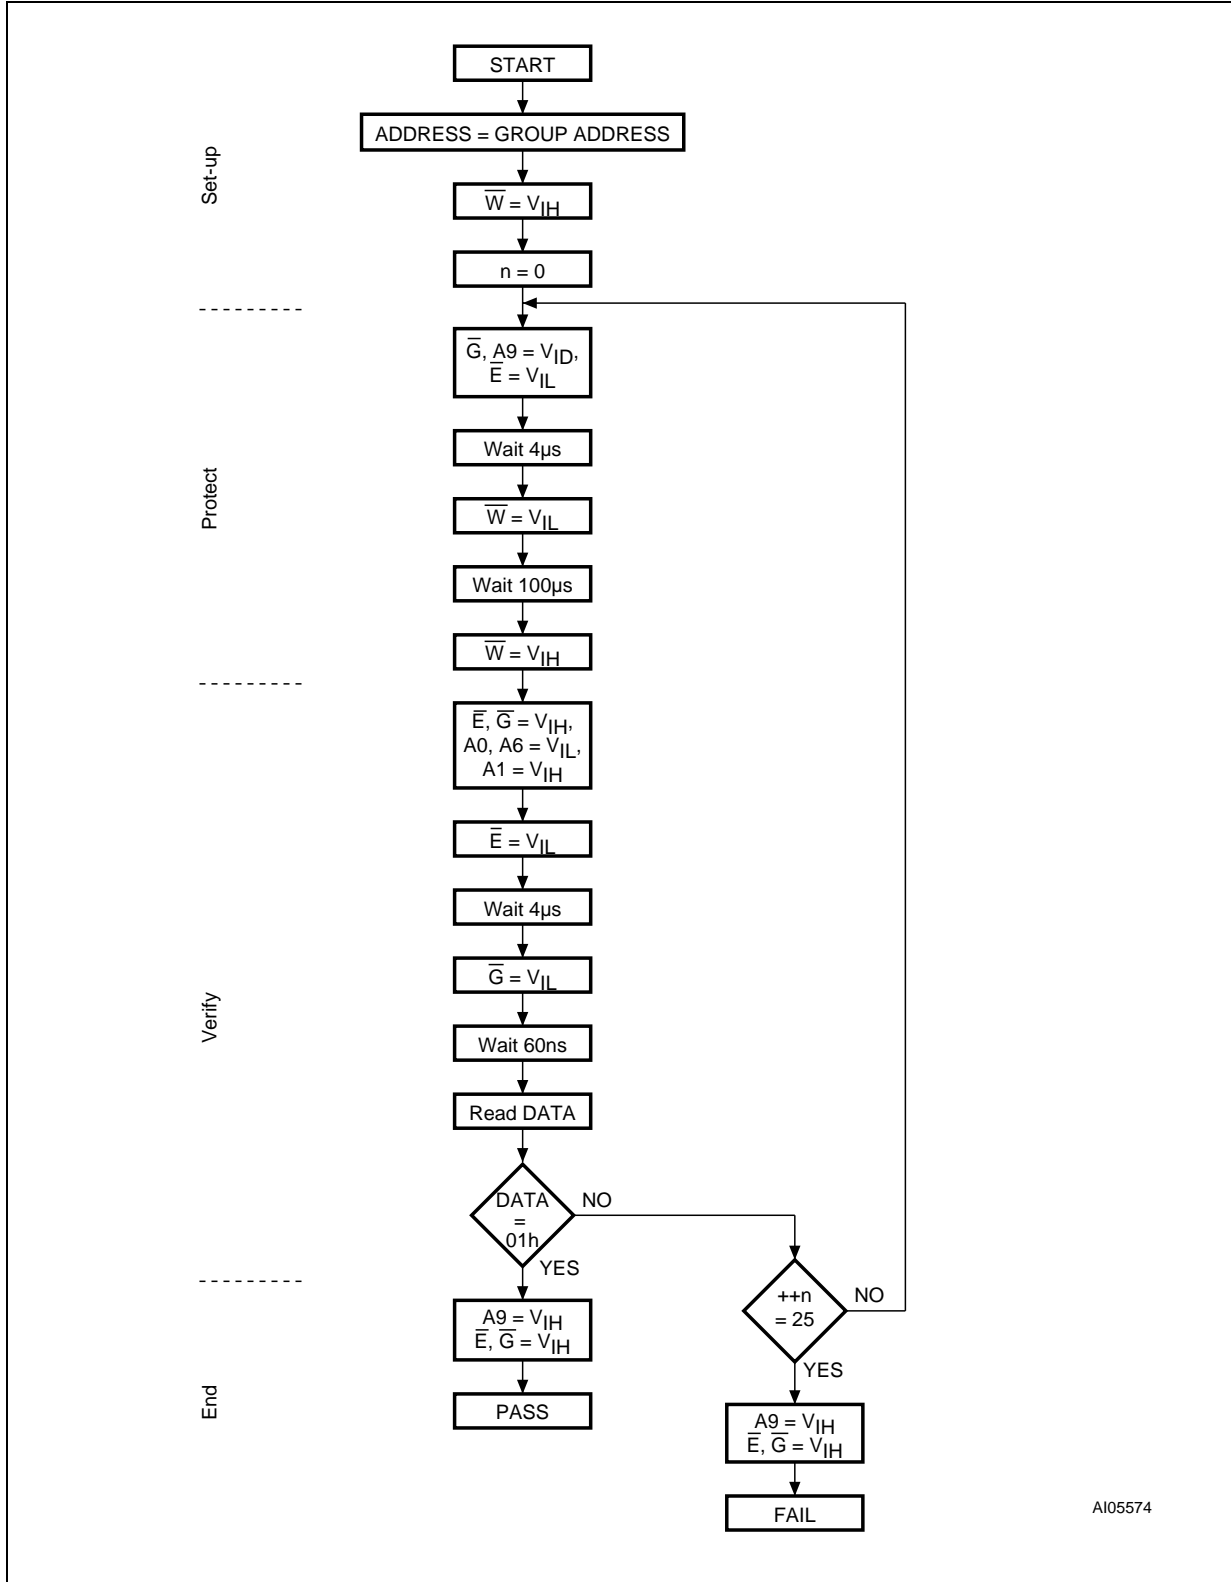 START
ADDRESS = GROUP ADDRESS
Set-up
W̅ = VIH
n = 0
G̅, A9 = VID,
E̅ = VIL
Wait 4µs
Protect
W̅ = VIL
Wait 100µs
W̅ = VIH
E̅, G̅ = VIH,
A0, A6 = VIL,
A1 = VIH
E̅ = VIL
Wait 4µs
G̅ = VIL
Verify
Wait 60ns
Read DATA
DATA
=
01h
NO
YES
++n
= 25
NO
YES
A9 = VIH
E̅, G̅ = VIH
End
PASS
A9 = VIH
E̅, G̅ = VIH
FAIL
AI05574